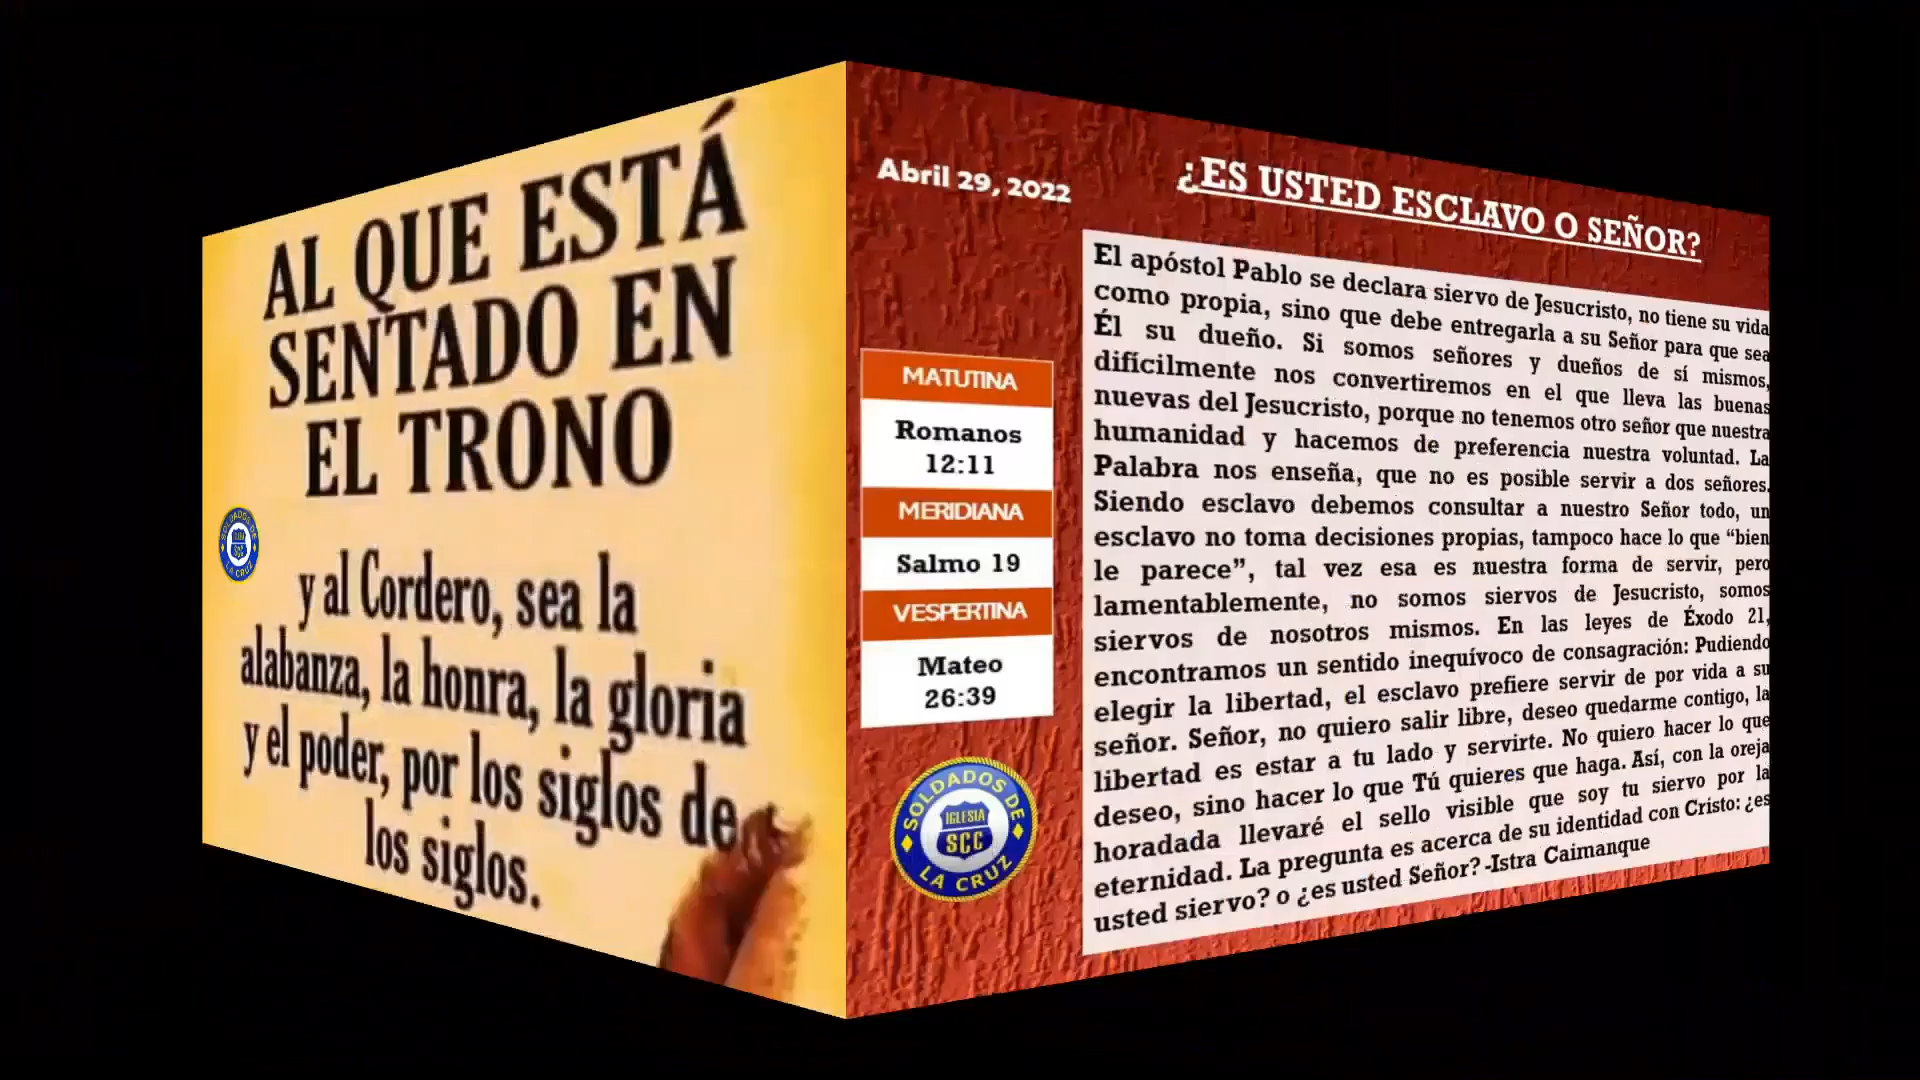 AL QUE ESTÁ
SENTADO EN
EL TRONO
SOLDADOS DE
SCC
LA CRUZ
y al Cordero, sea la
alabanza, la honra, la gloria
y el poder, por los siglos de
los siglos.
Abril 29, 2022
¿ES USTED ESCLAVO O SEÑOR?
MATUTINA
Romanos
12:11
MERIDIANA
Salmo 19
VESPERTINA
Mateo
26:39
SOLDADOS DE
IGLESIA
SCC
LA CRUZ
El apóstol Pablo se declara siervo de Jesucristo, no tiene su vida
como propia, sino que debe entregarla a su Señor para que sea
Él su dueño. Si somos señores y dueños de sí mismos,
difícilmente nos convertiremos en el que lleva las buenas
nuevas del Jesucristo, porque no tenemos otro señor que nuestra
humanidad y hacemos de preferencia nuestra voluntad. La
Palabra nos enseña, que no es posible servir a dos señores.
Siendo esclavo debemos consultar a nuestro Señor todo, un
esclavo no toma decisiones propias, tampoco hace lo que “bien
le parece”, tal vez esa es nuestra forma de servir, pero
lamentablemente, no somos siervos de Jesucristo, somos
siervos de nosotros mismos. En las leyes de Éxodo 21,
encontramos un sentido inequívoco de consagración: Pudiendo
elegir la libertad, el esclavo prefiere servir de por vida a su
señor. Señor, no quiero salir libre, deseo quedarme contigo, la
libertad es estar a tu lado y servirte. No quiero hacer lo que
deseo, sino hacer lo que Tú quieres que haga. Así, con la oreja
horadada llevaré el sello visible que soy tu siervo por la
eternidad. La pregunta es acerca de su identidad con Cristo: ¿es
usted siervo? o ¿es usted Señor? -Istra Caimanque